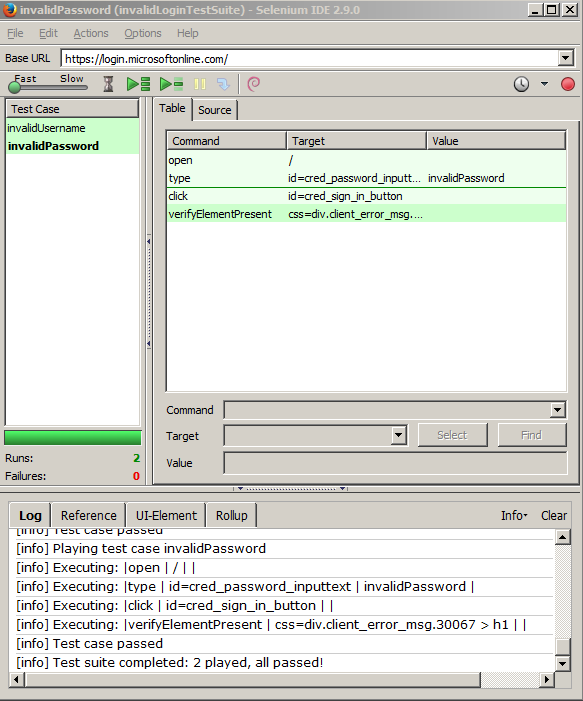 invalidPassword (invalidLoginTestSuite) - Selenium IDE 2.9.0
File Edit Actions Options Help
Base URL https://login.microsoftonline.com/
Fast Slow
Test Case
invalidUsername
invalidPassword
Runs: 2
Failures: 0
Table Source
Command Target Value
open /
type id=cred_password_inputt... invalidPassword
click id=cred_sign_in_button
verifyElementPresent css=div.client_error_msg....
Command
Target Select Find
Value
Log Reference UI-Element Rollup Info Clear
[info] Test case passed
[info] Playing test case invalidPassword
[info] Executing: |open | / | |
[info] Executing: |type | id=cred_password_inputtext | invalidPassword |
[info] Executing: |click | id=cred_sign_in_button | |
[info] Executing: |verifyElementPresent | css=div.client_error_msg.30067 > h1 | |
[info] Test case passed
[info] Test suite completed: 2 played, all passed!